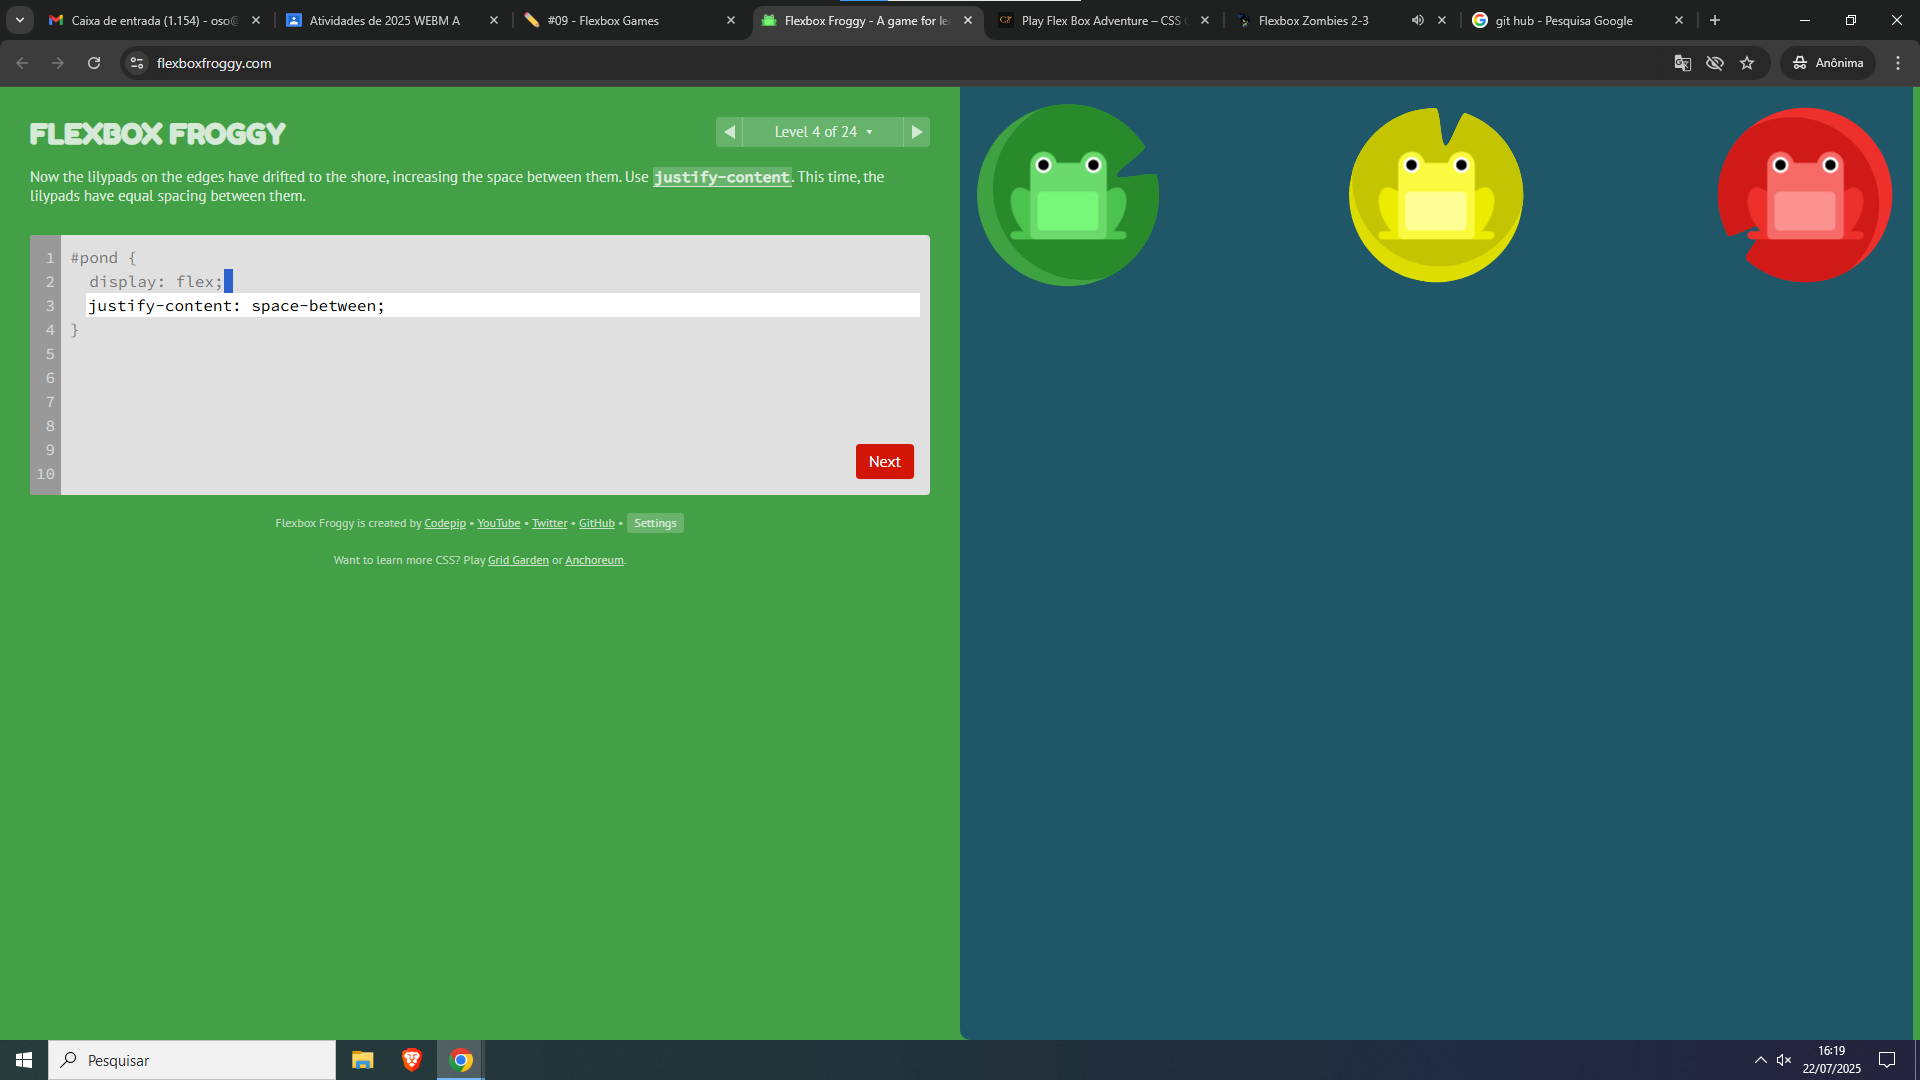 Caixa de entrada (1.154) - oso@
Atividades de 2025 WEBM A
#09 - Flexbox Games
Flexbox Froggy - A game for le
Play Flex Box Adventure – CSS
Flexbox Zombies 2-3
git hub - Pesquisa Google
flexboxfroggy.com
Anônima
FLEXBOX FROGGY
Level 4 of 24
Now the lilypads on the edges have drifted to the shore, increasing the space between them. Use justify-content. This time, the
lilypads have equal spacing between them.
1 #pond {
2 display: flex;
3 justify-content: space-between;
4 }
5
6
7
8
9
10
Next
Flexbox Froggy is created by Codepip • YouTube • Twitter • GitHub • Settings
Want to learn more CSS? Play Grid Garden or Anchoreum.
Pesquisar
16:19
22/07/2025